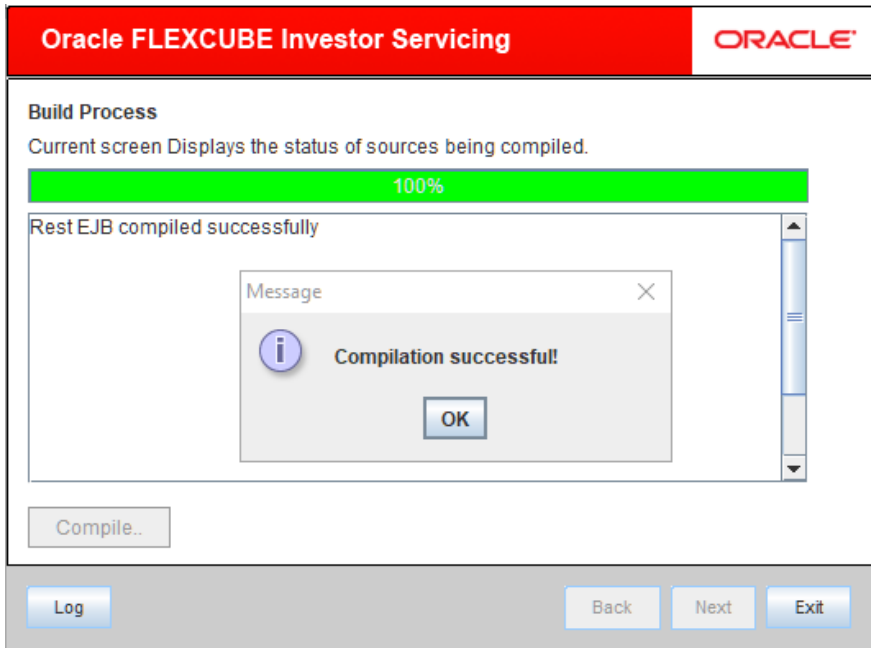 Oracle FLEXCUBE Investor Servicing
ORACLE
Build Process
Current screen Displays the status of sources being compiled.
100%
Rest EJB compiled successfully
Message
i
Compilation successful!
OK
Compile..
Log
Back
Next
Exit